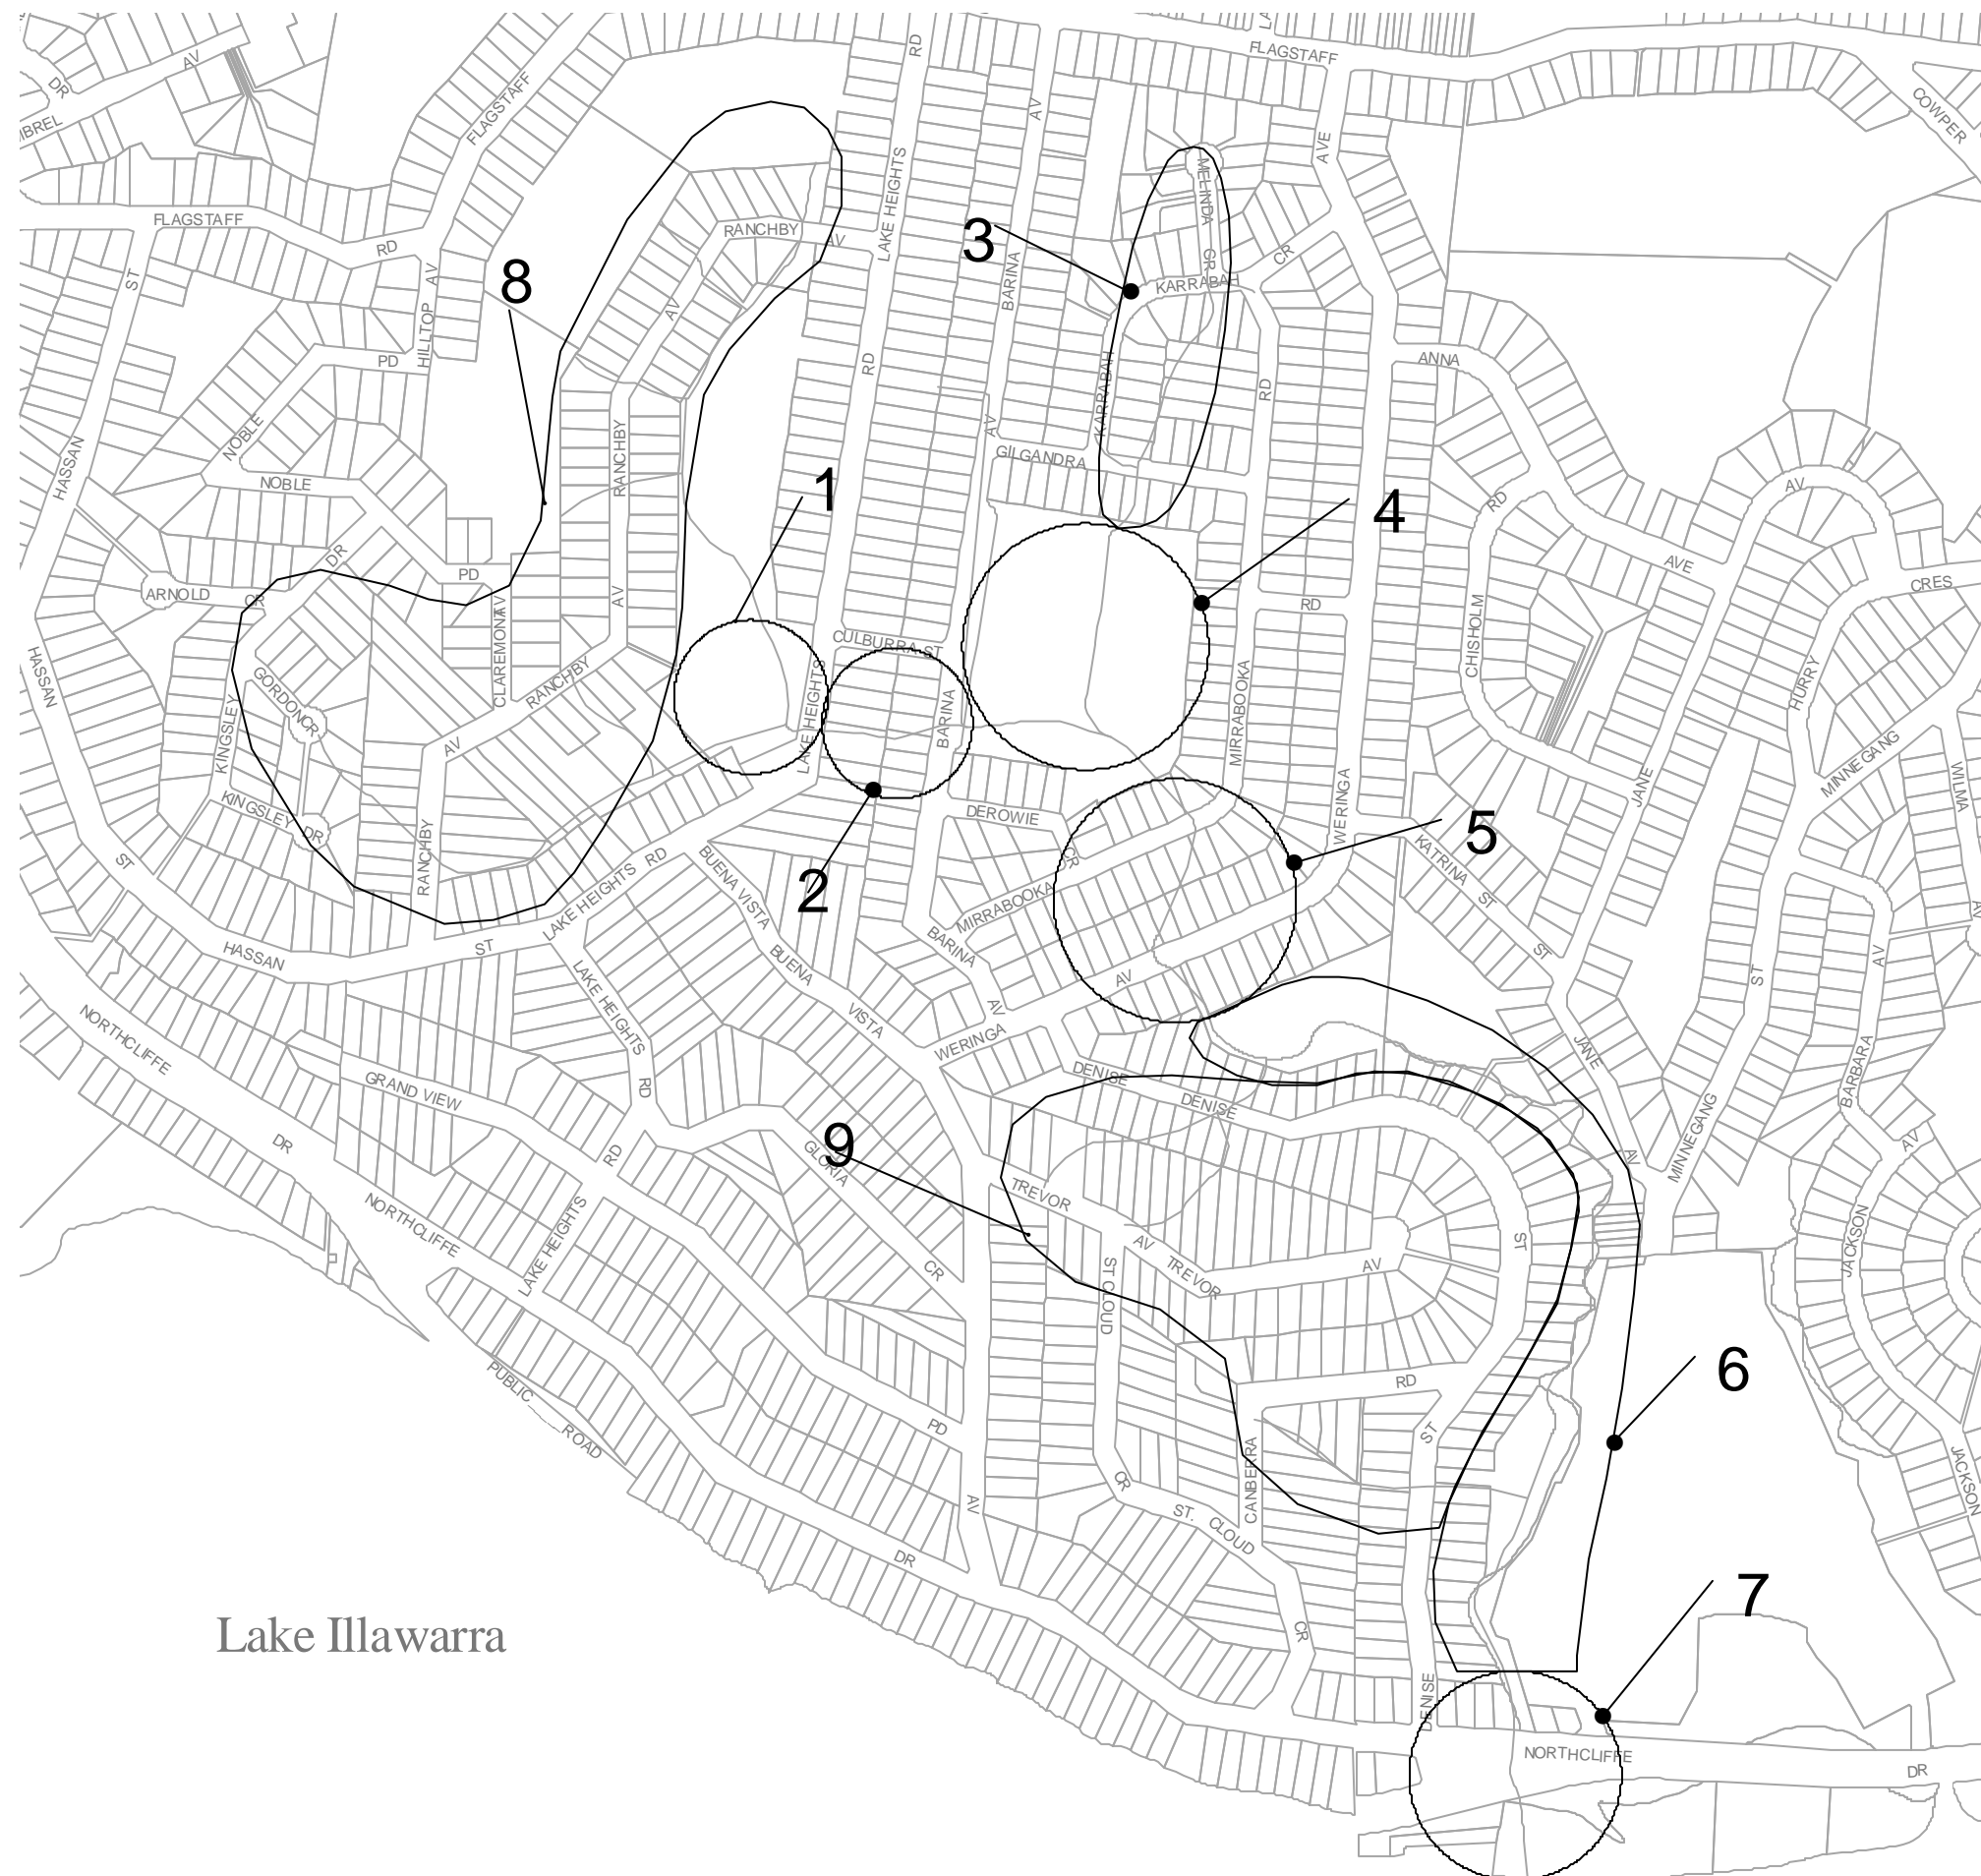 FLAGSTAFF
RD
AV
DR
FLAGSTAFF
AV
COWPER
AVE
LAKE HEIGHTS
MELINDA
GR
FLAGSTAFF
RD
RANCHBY
AV
3
CR
KARRABAH
BARINA
8
ST
HILLTOP
AV
AV
PD
RD
KARRABAH
RD
ANNA
NOBLE
AV
GILGANDRA
HASSAN
NOBLE
RANCHBY
1
4
RD
AV
DR
PD
AVE
CRES
ARNOLD
CR
CLAREMONT
AV
AV
RD
CULBURRA ST
CHISHOLM
HASSAN
GORDON
CR
RANCHBY
LAKE HEIGHTS
BARINA
MIRRABOOKA
HURRY
KINGSLEY
AV
JANE
MINNEGANG
WILMA
KINGSLEY
DR
DEROWIE
CR
WERINGA
5
KATRINA
ST
ST
RANCHBY
LAKE HEIGHTS
RD
BUENA VISTA
2
MIRRABOOKA
BARINA
HASSAN
ST
BUENA
AV
ST
ST
AV
LAKE HEIGHTS
VISTA
AV
WERINGA
NORTHCLIFFE
RD
GRAND VIEW
DENISE
DENISE
JANE
BARBARA
DR
RD
9
GLORIA
AV
MINNEGANG
AV
NORTHCLIFFE
LAKE HEIGHTS
TREVOR
AV
TREVOR
AV
ST
CR
ST CLOUD
JACKSON
PUBLIC
ROAD
PD
RD
6
ST
AV
CR
ST. CLOUD
CANBERRA
JACKSON
DR
7
CR
Lake Illawarra
DENISE
NORTHCLIFFE
DR